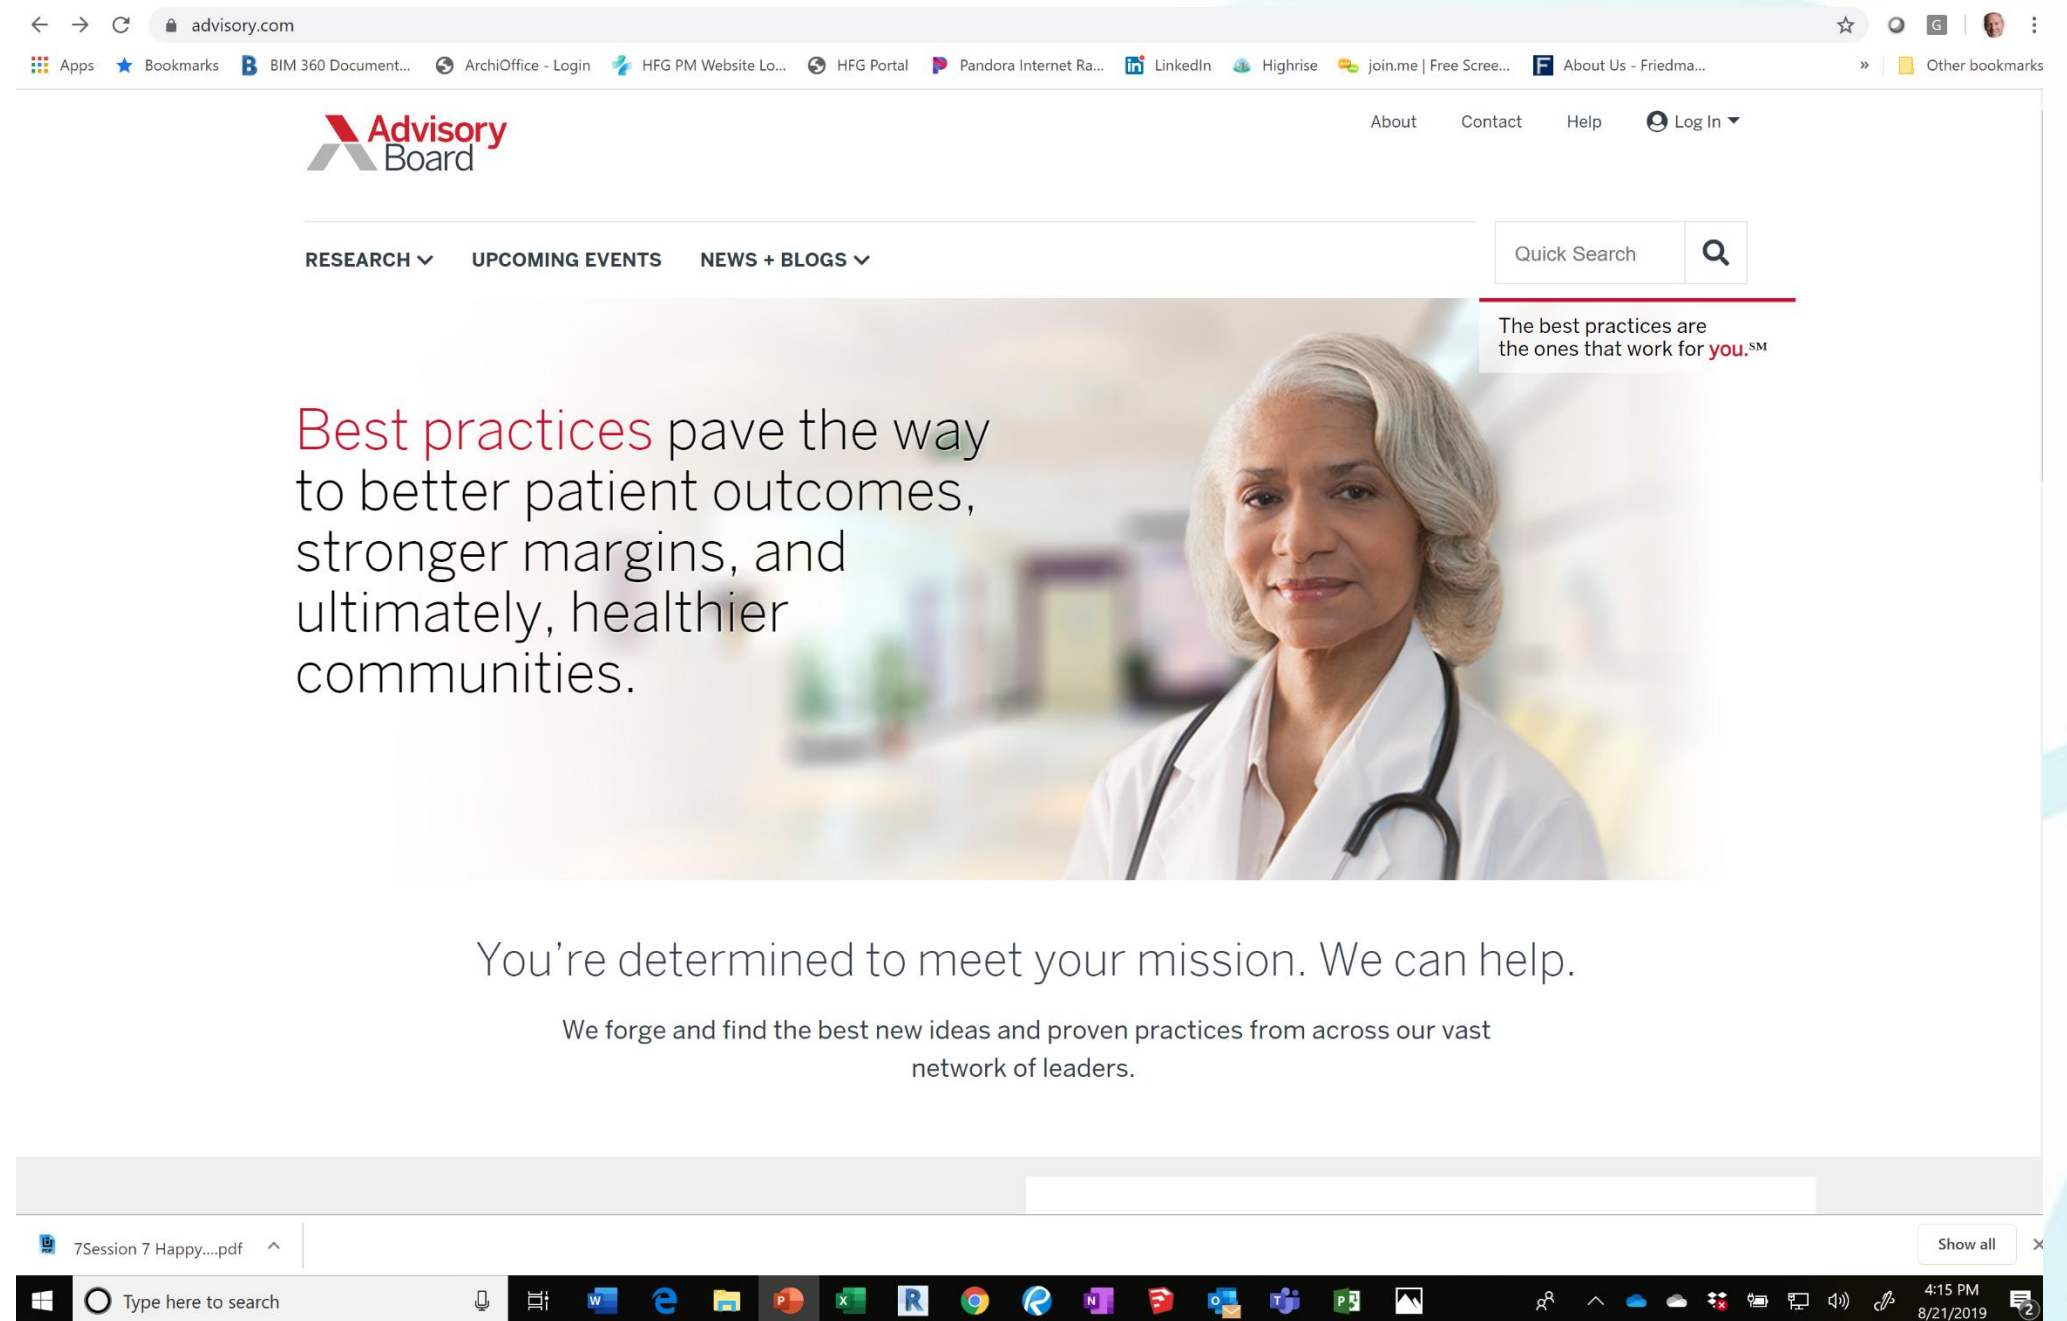 advisory.com
G
Apps
Bookmarks
BIM 360 Document...
ArchiOffice - Login
HFG PM Website Lo...
HFG Portal
Pandora Internet Ra...
LinkedIn
Highrise
join.me | Free Scree...
About Us - Friedma...
»
Other bookmarks
Advisory
Board
About
Contact
Help
Log In
RESEARCH
UPCOMING EVENTS
NEWS + BLOGS
Quick Search
The best practices are
the ones that work for you.℠
Best practices pave the way
to better patient outcomes,
stronger margins, and
ultimately, healthier
communities.
You’re determined to meet your mission. We can help.
We forge and find the best new ideas and proven practices from across our vast
network of leaders.
7Session 7 Happy....pdf
Show all
Type here to search
4:15 PM
8/21/2019
2